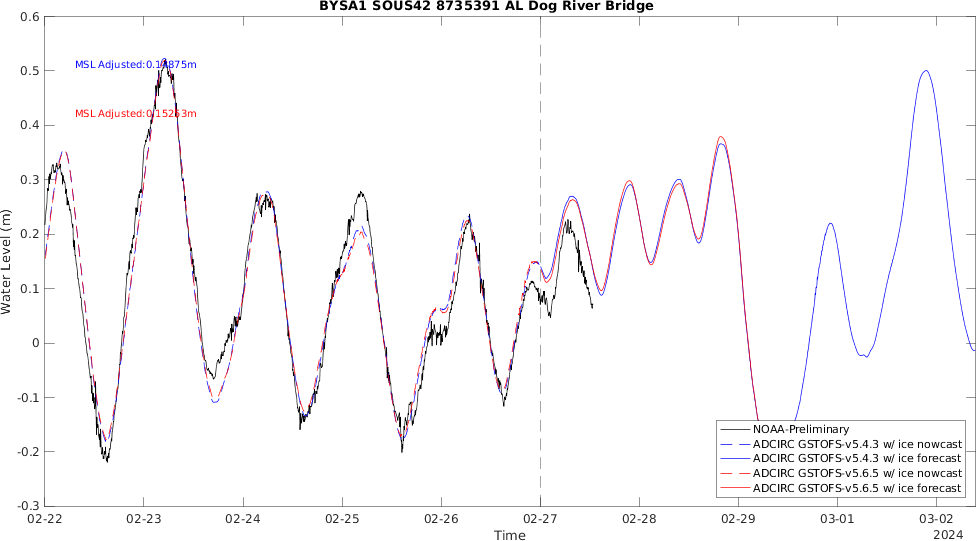 BYSA1 SOUS42 8735391 AL Dog River Bridge
0.6
0.5
0.4
0.3
0.2
0.1
0
-0.1
-0.2
-0.3
Water Level (m)
MSL Adjusted:0.14875m
MSL Adjusted:0.15263m
NOAA-Preliminary
ADCIRC GSTOFS-v5.4.3 w/ ice nowcast
ADCIRC GSTOFS-v5.4.3 w/ ice forecast
ADCIRC GSTOFS-v5.6.5 w/ ice nowcast
ADCIRC GSTOFS-v5.6.5 w/ ice forecast
02-22 02-23 02-24 02-25 02-26 02-27 02-28 02-29 03-01 03-02
Time
2024